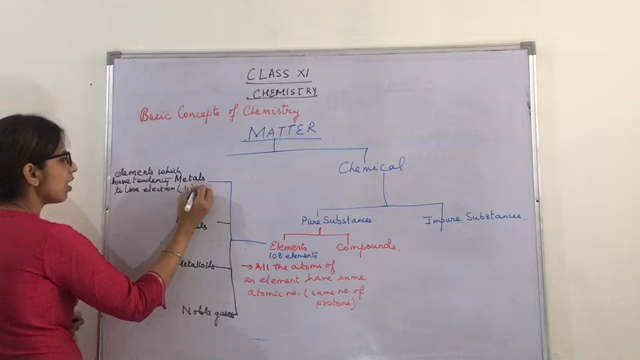 CLASS XI
CHEMISTRY
Basic Concepts of Chemistry
MATTER
Chemical
elements which
have tendency Metals
to lose electron (
Pure Substances
Impure Substances.
Elements
Compounds.
108 elements
→ All the atoms of
an element have same
atomic no. (same no. of
protons)
Noble gases